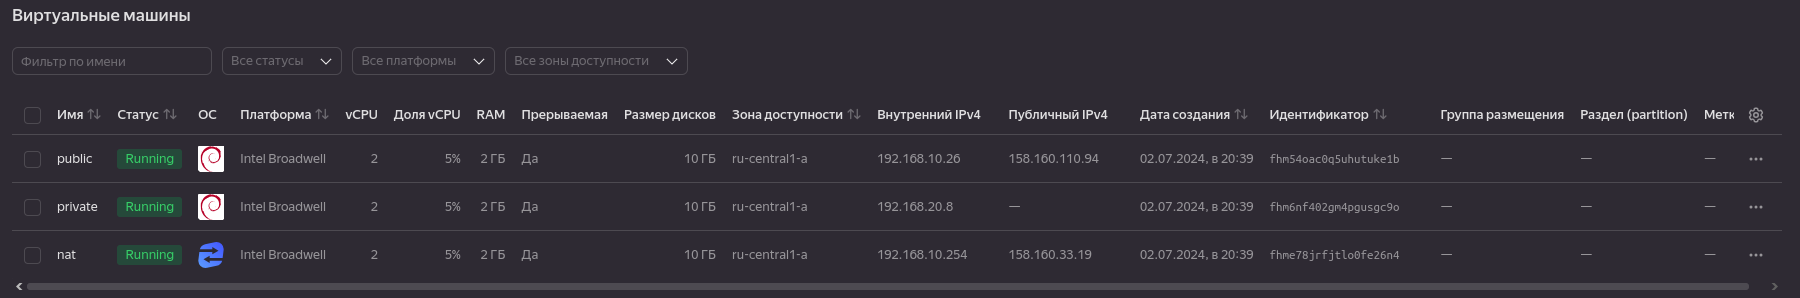 Виртуальные машины
Фильтр по имени Все статусы Все платформы Все зоны доступности
Имя Статус ОС Платформа vCPU Доля vCPU RAM Прерываемая Размер дисков Зона доступности Внутренний IPv4 Публичный IPv4 Дата создания Идентификатор Группа размещения Раздел (partition) Метк
public Running Intel Broadwell 2 5% 2 ГБ Да 10 ГБ ru-central1-a 192.168.10.26 158.160.110.94 02.07.2024, в 20:39 fhm54oac0q5uhutuke1b — — —
private Running Intel Broadwell 2 5% 2 ГБ Да 10 ГБ ru-central1-a 192.168.20.8 — 02.07.2024, в 20:39 fhm6nf402gm4pgusgc9o — — —
nat Running Intel Broadwell 2 5% 2 ГБ Да 10 ГБ ru-central1-a 192.168.10.254 158.160.33.19 02.07.2024, в 20:39 fhme78jrfjtlo0fe26n4 — — —